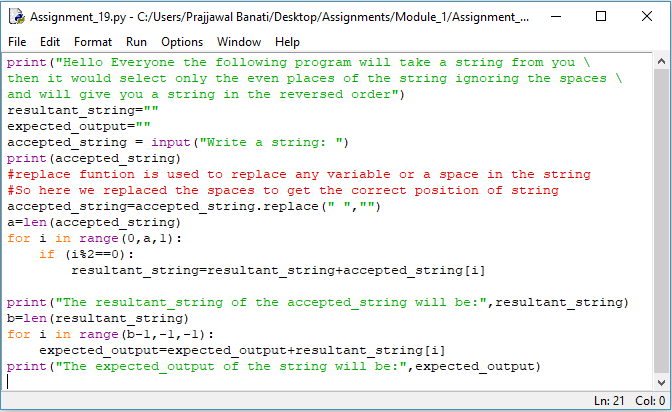 Assignment_19.py - C:/Users/Prajjawal Banati/Desktop/Assignments/Module_1/Assignment_...
File Edit Format Run Options Window Help
print("Hello Everyone the following program will take a string from you \
then it would select only the even places of the string ignoring the spaces \
and will give you a string in the reversed order")
resultant_string=""
expected_output=""
accepted_string = input("Write a string: ")
print(accepted_string)
#replace funtion is used to replace any variable or a space in the string
#So here we replaced the spaces to get the correct position of string
accepted_string=accepted_string.replace(" ","")
a=len(accepted_string)
for i in range(0,a,1):
    if (i%2==0):
        resultant_string=resultant_string+accepted_string[i]
print("The resultant_string of the accepted_string will be:",resultant_string)
b=len(resultant_string)
for i in range(b-1,-1,-1):
    expected_output=expected_output+resultant_string[i]
print("The expected_output of the string will be:",expected_output)
Ln: 21 Col: 0